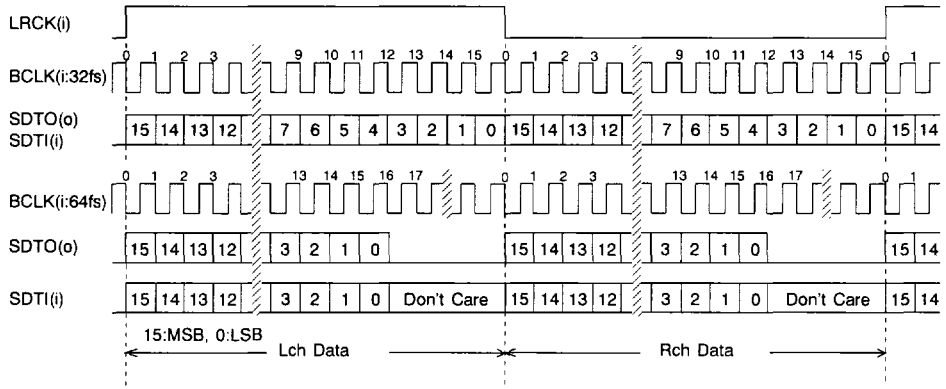 LRCK(i)
0 1 2 3 9 10 11 12 13 14 15 0 1 2 3 9 10 11 12 13 14 15 0 1
BCLK(i:32fs)
SDTO(o)
SDTI(i)
15 14 13 12 7 6 5 4 3 2 1 0 15 14 13 12 7 6 5 4 3 2 1 0 15 14
0 1 2 3 13 14 15 16 17 0 1 2 3 13 14 15 16 17 0 1
BCLK(i:64fs)
SDTO(o) 15 14 13 12 3 2 1 0 15 14 13 12 3 2 1 0 15 14
SDTI(i) 15 14 13 12 3 2 1 0 Don't Care 15 14 13 12 3 2 1 0 Don't Care 15 14
15:MSB, 0:LSB
Lch Data Rch Data